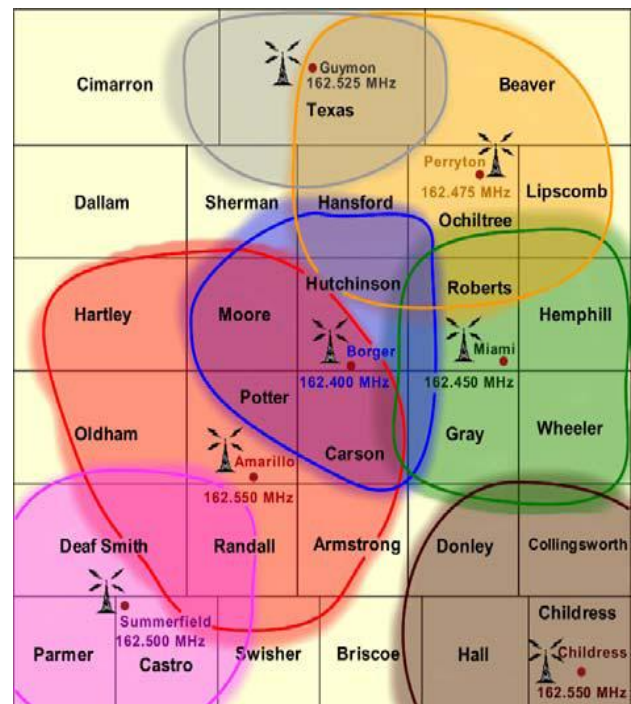 Guymon
162.525 MHz
Cimarron
Beaver
Texas
Perryton
162.475 MHz
Lipscomb
Dallam
Sherman
Hansford
Ochiltree
Hutchinson
Roberts
Hartley
Moore
Hemphill
Borger
162.400 MHz
Miami
162.450 MHz
Potter
Oldham
Carson
Gray
Wheeler
Amarillo
162.550 MHz
Deaf Smith
Randall
Armstrong
Donley
Collingsworth
Summerfield
162.500 MHz
Childress
Parmer
Castro
Swisher
Briscoe
Hall
Childress
162.550 MHz